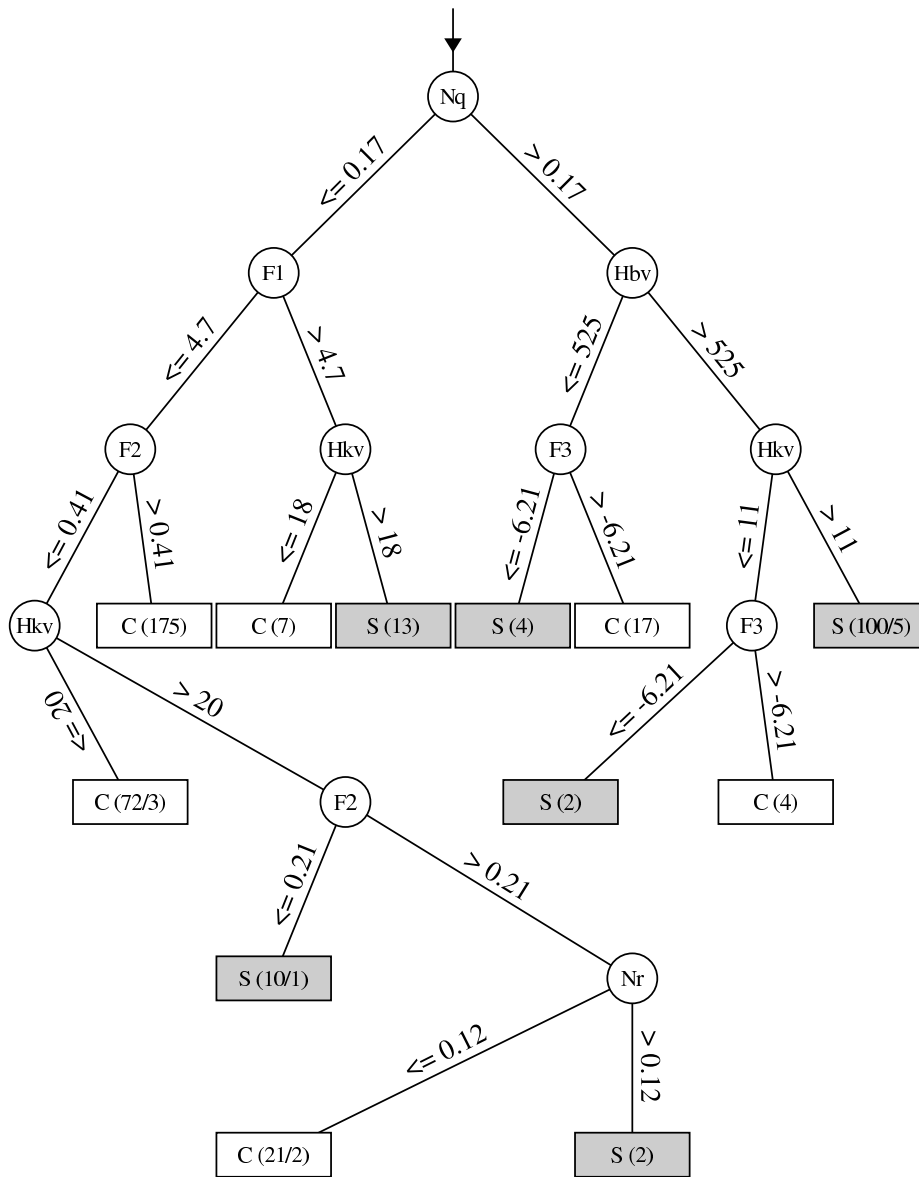 Nq
<= 0.17
> 0.17
F1
Hbv
<= 4.7
> 4.7
<= 525
> 525
F2
Hkv
F3
Hkv
<= 0.41
> 0.41
<= 18
> 18
<= -6.21
> -6.21
<= 11
> 11
Hkv
C (175)
C (7)
S (13)
S (4)
C (17)
F3
S (100/5)
<= 20
> 20
<= -6.21
> -6.21
C (72/3)
F2
S (2)
C (4)
<= 0.21
> 0.21
S (10/1)
Nr
<= 0.12
> 0.12
C (21/2)
S (2)